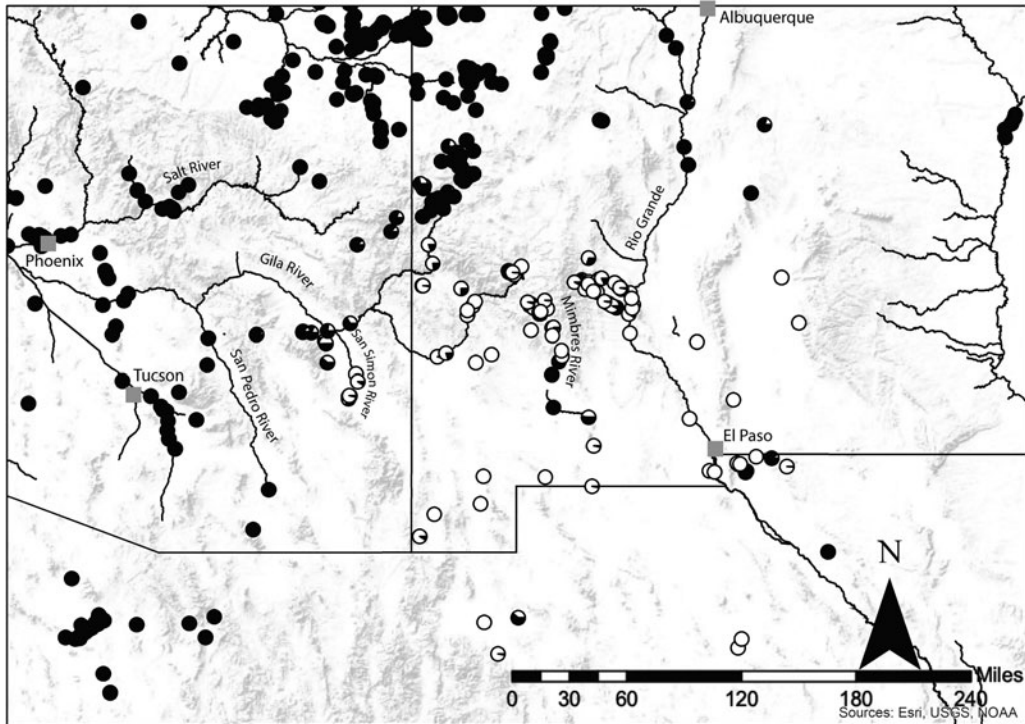 Albuquerque
Salt River
Rio Grande
Phoenix
Gila River
Mimbres River
San Simon River
San Pedro River
Tucson
El Paso
N
Miles
0 15 30 60 120 180 240
Sources: Esri, USGS, NOAA